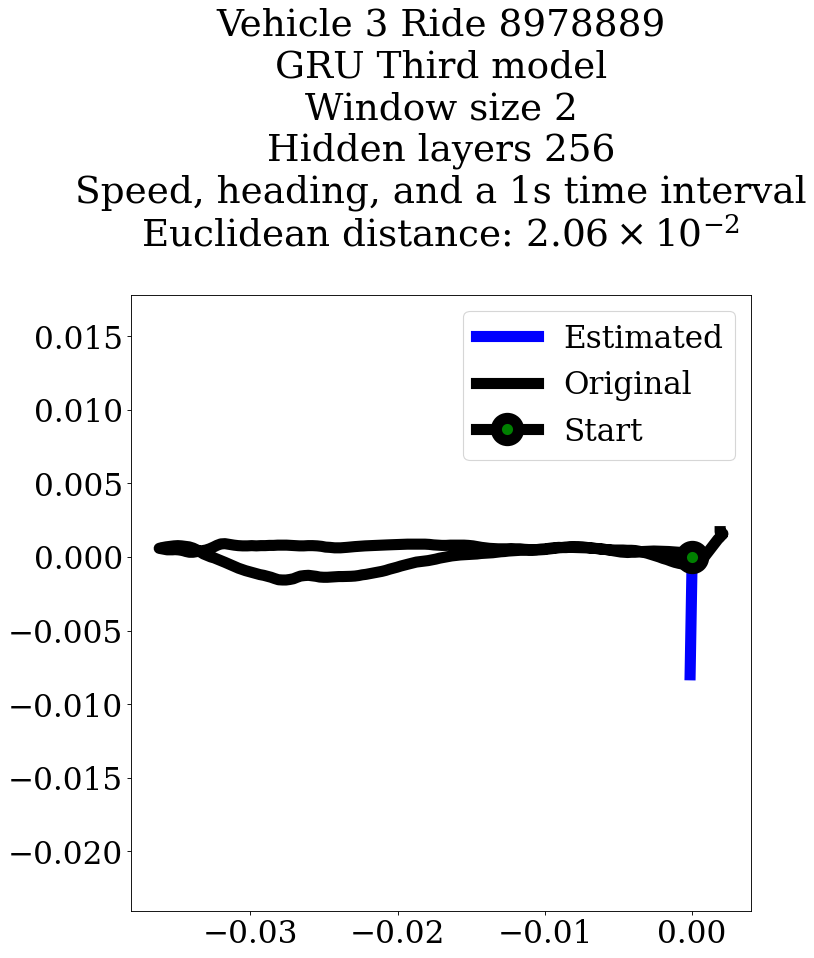 Vehicle 3 Ride 8978889
GRU Third model
Window size 2
Hidden layers 256
Speed, heading, and a 1s time interval
Euclidean distance: 2.06 × 10⁻²
Estimated
Original
Start
0.015
0.010
0.005
0.000
−0.005
−0.010
−0.015
−0.020
−0.03 −0.02 −0.01 0.00